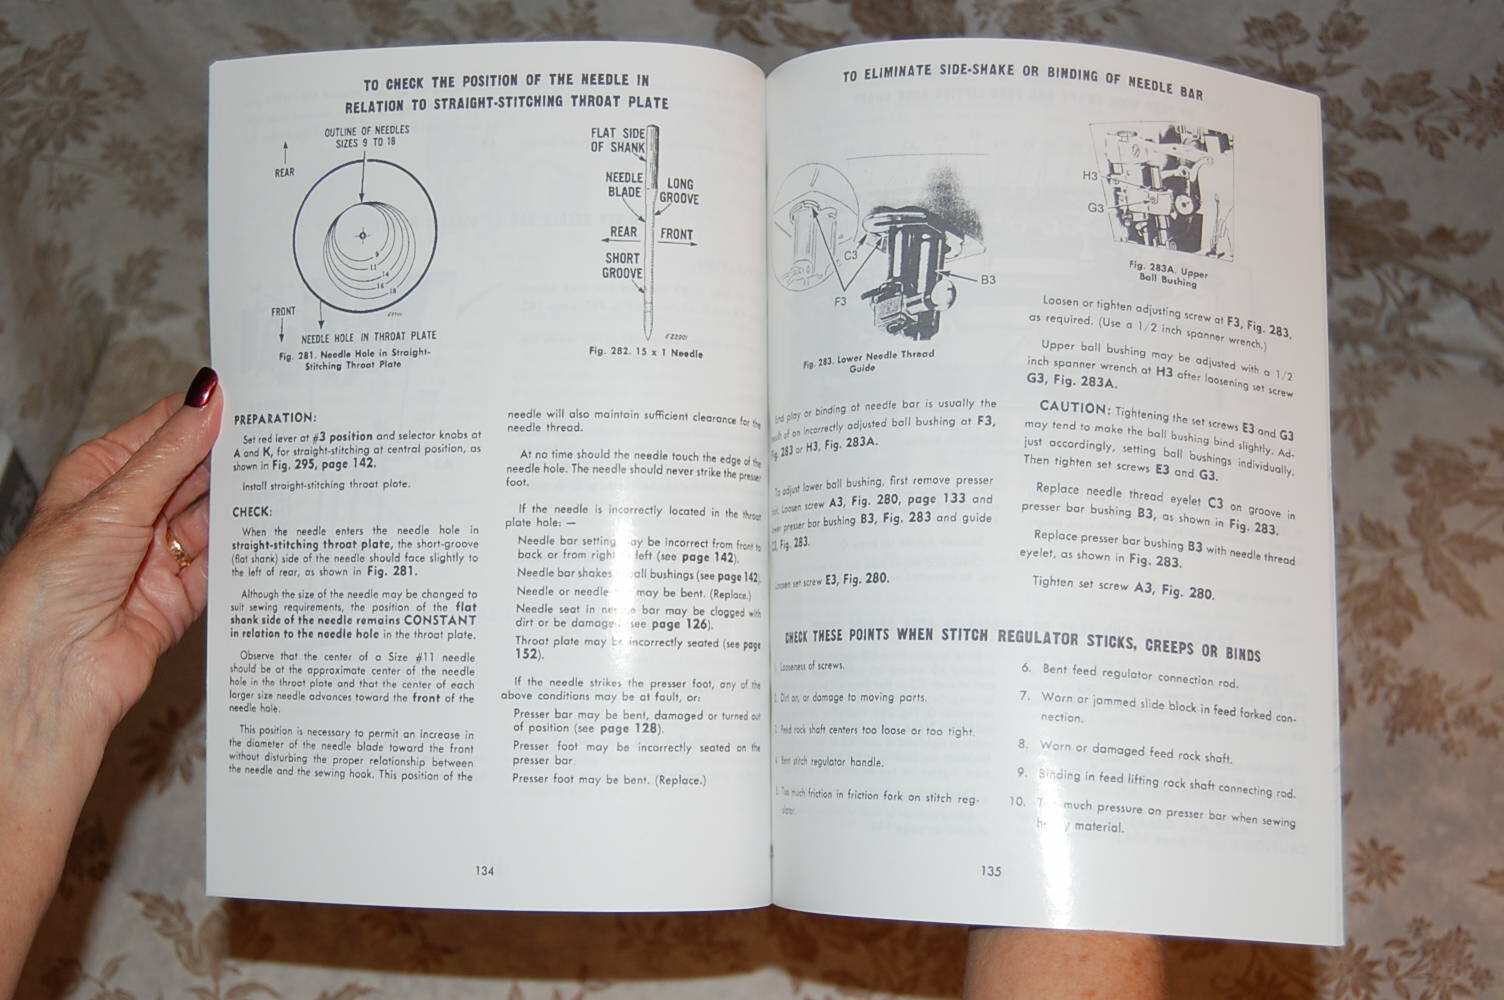 TO CHECK THE POSITION OF THE NEEDLE IN
RELATION TO STRAIGHT-STITCHING THROAT PLATE
OUTLINE OF NEEDLES
SIZES 9 TO 18
REAR
9
11
14
16
18
FRONT
NEEDLE HOLE IN THROAT PLATE
Fig. 281. Needle Hole in Straight-
Stitching Throat Plate
FLAT SIDE
OF SHANK
NEEDLE
BLADE
LONG
GROOVE
REAR
FRONT
SHORT
GROOVE
Fig. 282. 15 x 1 Needle
PREPARATION:
Set red lever at #3 position and selector knobs at
A and K, for straight-stitching at central position, as
shown in Fig. 295, page 142.
Install straight-stitching throat plate.
CHECK:
When the needle enters the needle hole in
straight-stitching throat plate, the short-groove
(flat shank) side of the needle should face slightly to
the left of rear, as shown in Fig. 281.
Although the size of the needle may be changed to
suit sewing requirements, the position of the flat
shank side of the needle remains CONSTANT
in relation to the needle hole in the throat plate.
Observe that the center of a Size #11 needle
should be at the approximate center of the needle
hole in the throat plate and that the center of each
larger size needle advances toward the front of the
needle hole.
This position is necessary to permit an increase in
the diameter of the needle blade toward the front
without disturbing the proper relationship between
the needle and the sewing hook. This position of the
needle will also maintain sufficient clearance for the
needle thread.
At no time should the needle touch the edge of the
needle hole. The needle should never strike the presser
foot.
If the needle is incorrectly located in the throat
plate hole: —
Needle bar setting may be incorrect from front to
back or from right left (see page 142).
Needle bar shakes ball bushings (see page 142)
Needle or needle may be bent. (Replace.)
Needle seat in bar may be clogged with
dirt or be damaged (see page 126).
Throat plate may be incorrectly seated (see page
152).
If the needle strikes the presser foot, any of the
above conditions may be at fault, or:
Presser bar may be bent, damaged or turned out
of position (see page 128).
Presser foot may be incorrectly seated on the
presser bar.
Presser foot may be bent. (Replace.)
134
TO ELIMINATE SIDE-SHAKE OR BINDING OF NEEDLE BAR
C3
F3
B3
Fig. 283. Lower Needle Thread
Guide
H3
G3
Fig. 283A. Upper
Ball Bushing
End play or binding of needle bar is usually the
result of an incorrectly adjusted ball bushing at F3,
Fig. 283 or H3, Fig. 283A.
To adjust lower ball bushing, first remove presser
foot. Loosen screw A3, Fig. 280, page 133 and
lower presser bar bushing B3, Fig. 283 and guide
C3, Fig. 283.
Loosen set screw E3, Fig. 280.
Loosen or tighten adjusting screw at F3, Fig. 283,
as required. (Use a 1/2 inch spanner wrench.)
Upper ball bushing may be adjusted with a 1/2
inch spanner wrench at H3 after loosening set screw
G3, Fig. 283A.
CAUTION: Tightening the set screws E3 and G3
may tend to make the ball bushing bind slightly. Ad-
just accordingly, setting ball bushings individually.
Then tighten set screws E3 and G3.
Replace needle thread eyelet C3 on groove in
presser bar bushing B3, as shown in Fig. 283.
Replace presser bar bushing B3 with needle thread
eyelet, as shown in Fig. 283.
Tighten set screw A3, Fig. 280.
CHECK THESE POINTS WHEN STITCH REGULATOR STICKS, CREEPS OR BINDS
1. Looseness of screws.
2. Dirt on, or damage to moving parts.
3. Feed rock shaft centers too loose or too tight.
4. Bent stitch regulator handle.
5. Too much friction in friction fork on stitch reg-
ulator.
6. Bent feed regulator connection rod.
7. Worn or jammed slide block in feed forked con-
nection.
8. Worn or damaged feed rock shaft.
9. Binding in feed lifting rock shaft connecting rod.
10. Too much pressure on presser bar when sewing
heavy material.
135